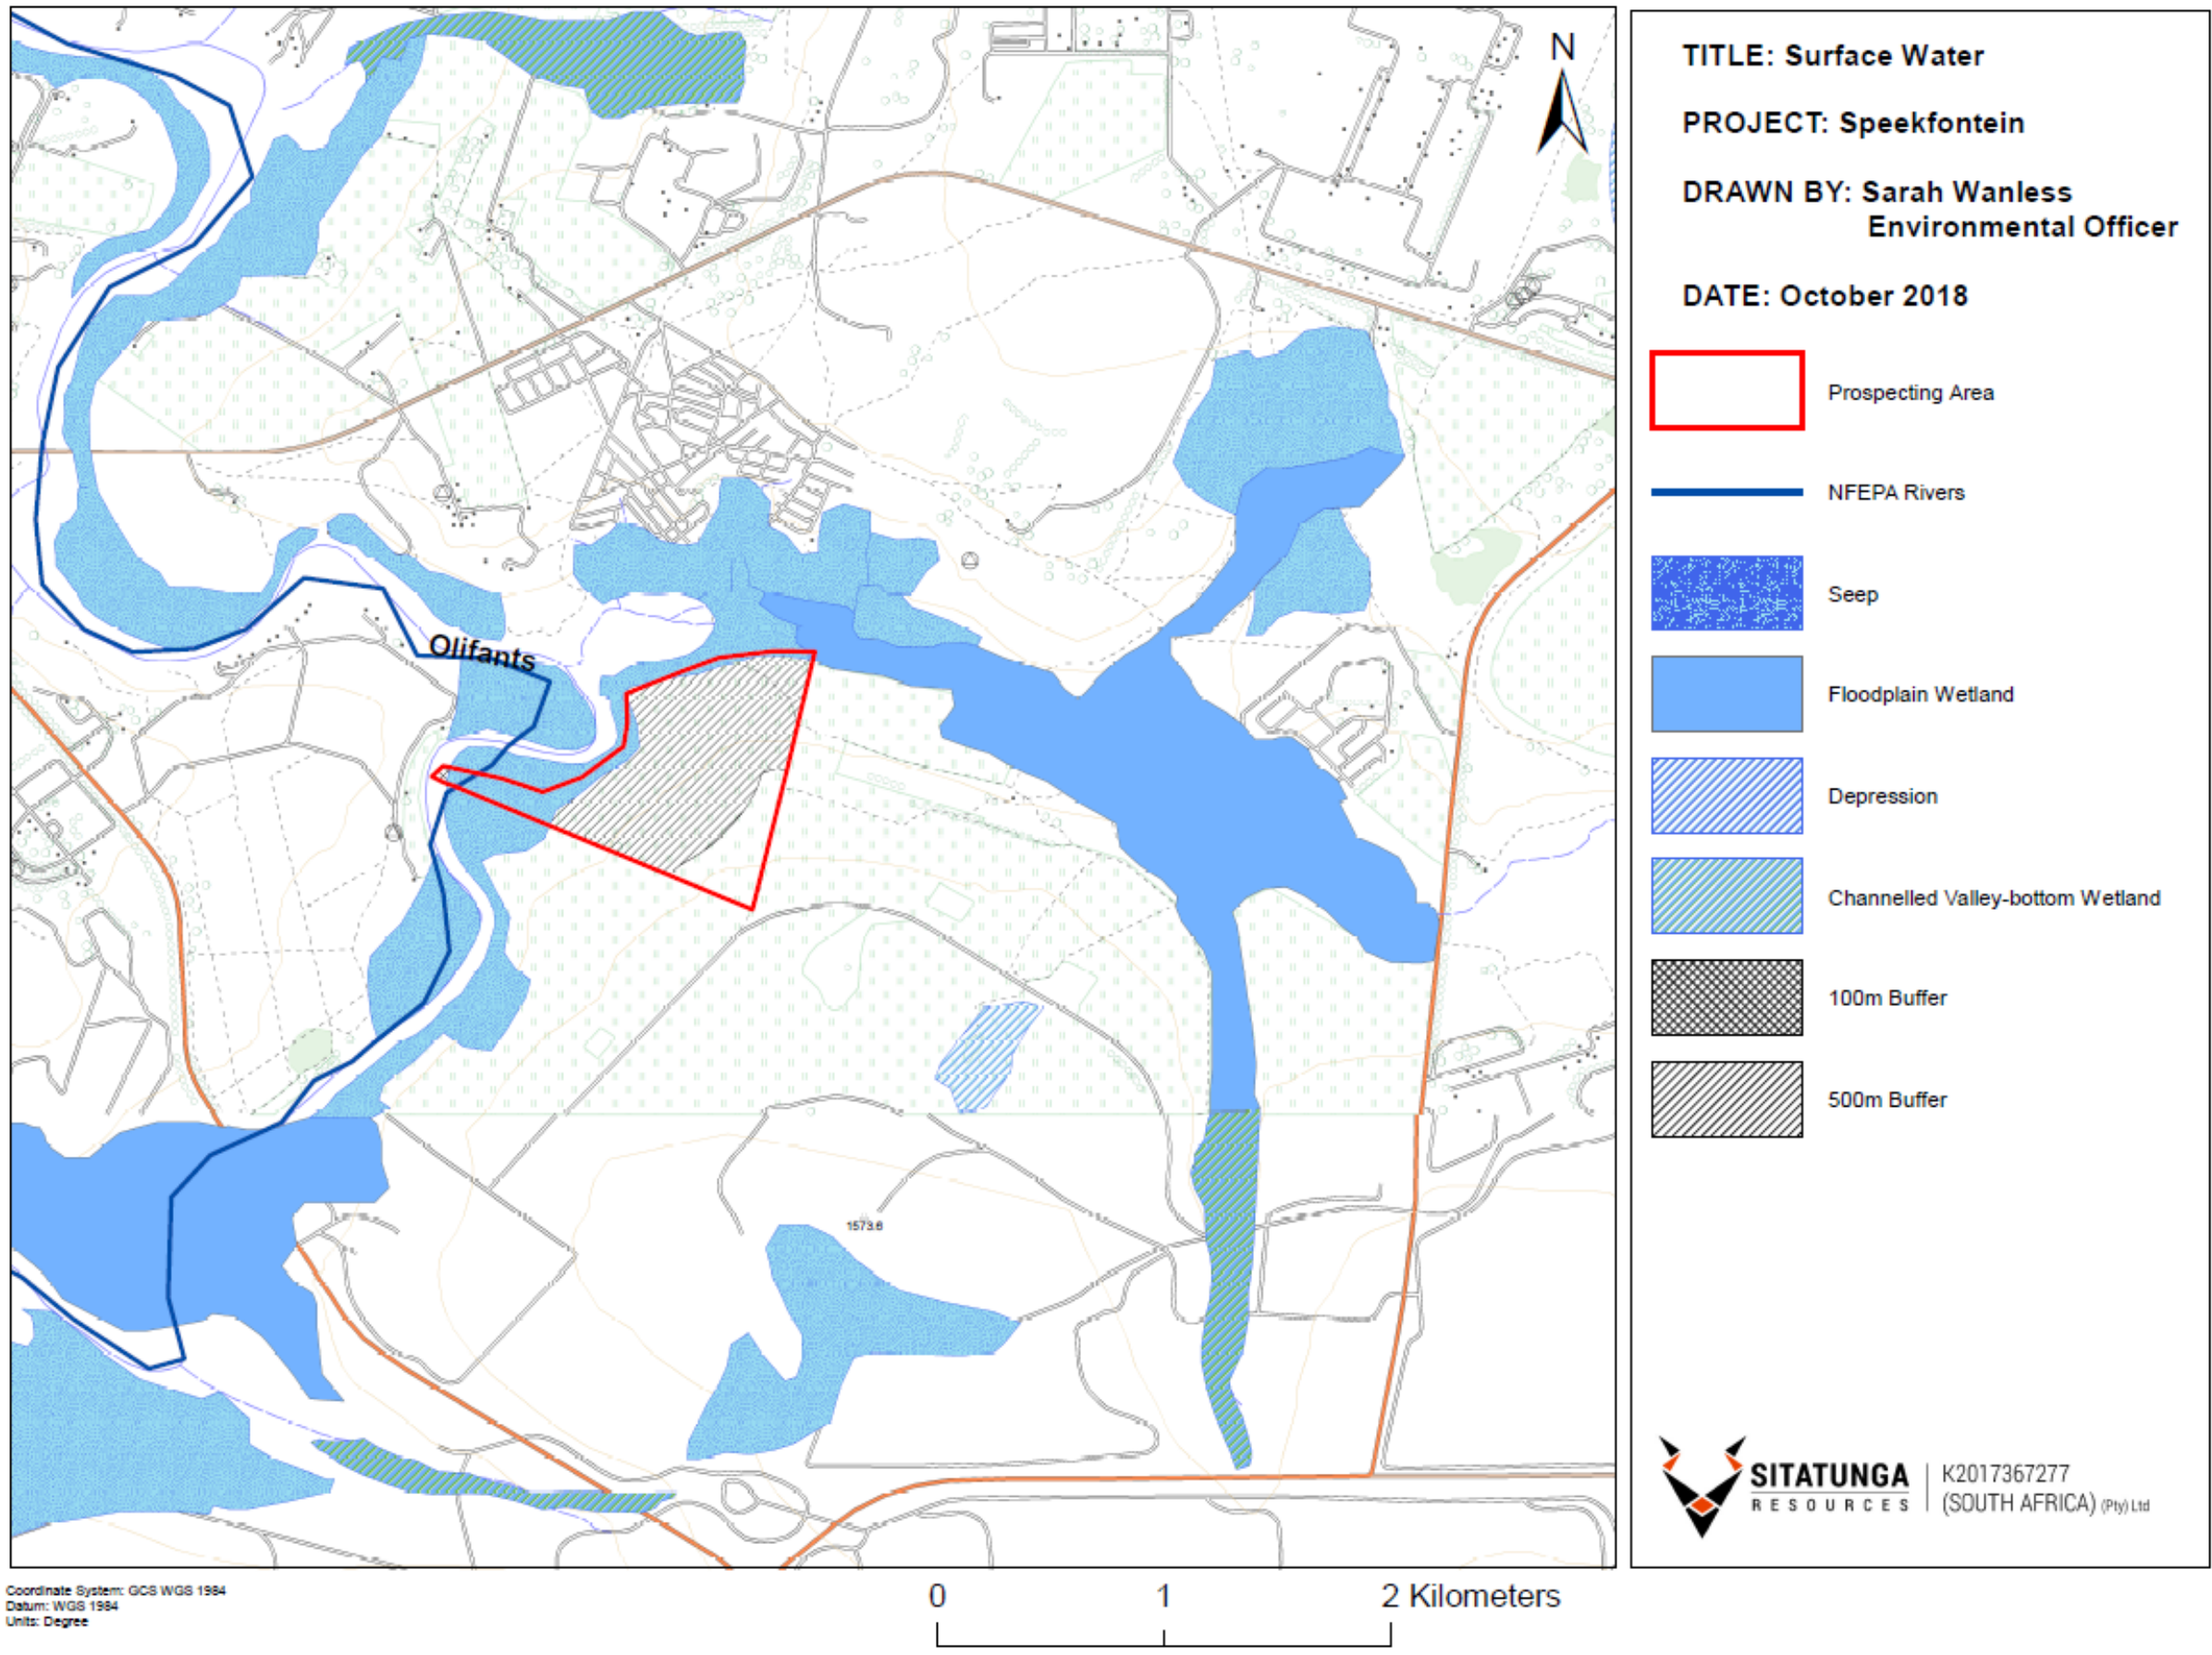 N
Olifants
1573.6
TITLE: Surface Water
PROJECT: Speekfontein
DRAWN BY: Sarah Wanless
Environmental Officer
DATE: October 2018
Prospecting Area
NFEPA Rivers
Seep
Floodplain Wetland
Depression
Channelled Valley-bottom Wetland
100m Buffer
500m Buffer
SITATUNGA
RESOURCES
K2017367277
(SOUTH AFRICA) (Pty) Ltd
Coordinate System: GCS WGS 1984
Datum: WGS 1984
Units: Degree
0 1 2 Kilometers